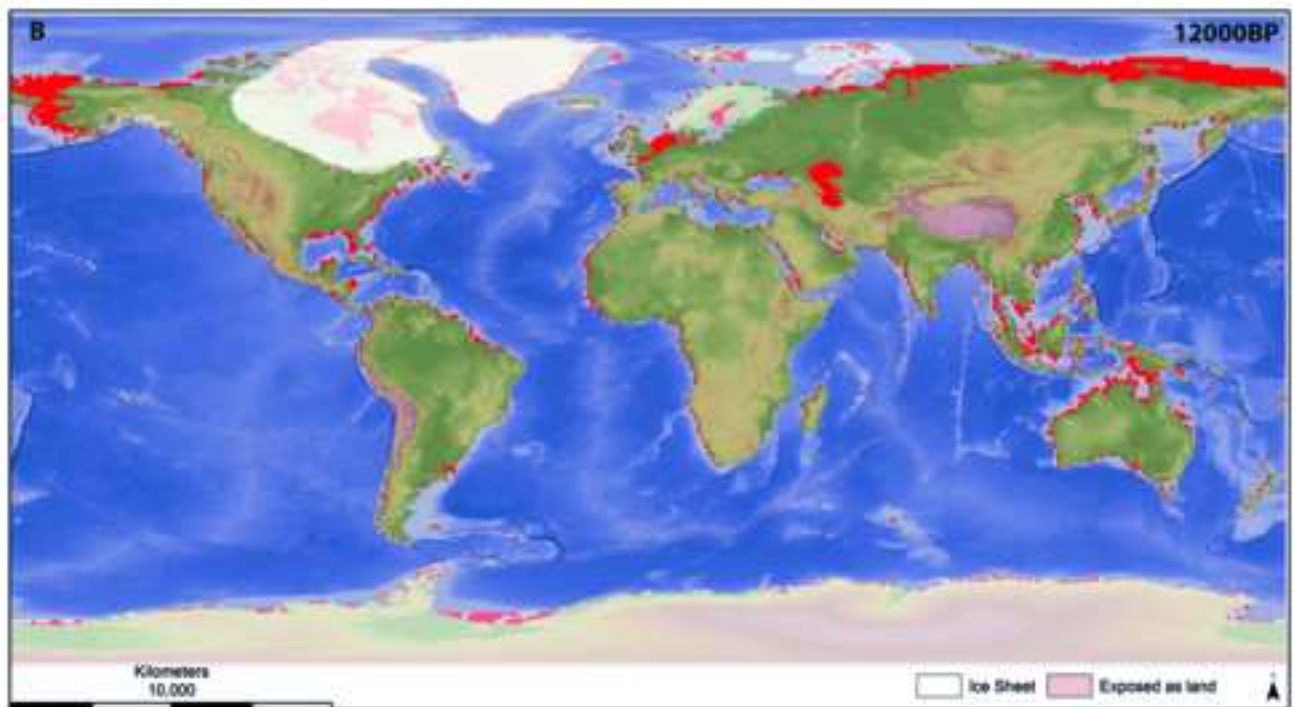 B
12000BP
Kilometers
10,000
Ice Sheet
Exposed as land